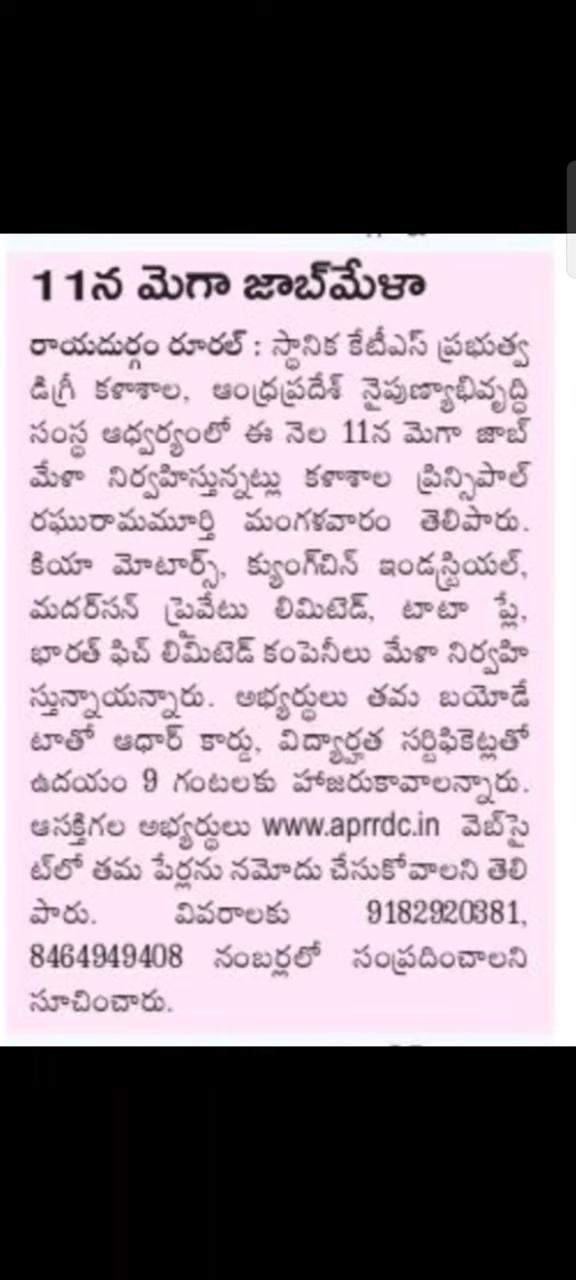 11న మెగా జాబ్‌మేళా
రాయదుర్గం రూరల్ : స్థానిక కేటీఎస్ ప్రభుత్వ
డిగ్రీ కళాశాల, ఆంధ్రప్రదేశ్ నైపుణ్యాభివృద్ధి
సంస్థ ఆధ్వర్యంలో ఈ నెల 11న మెగా జాబ్
మేళా నిర్వహిస్తున్నట్లు కళాశాల ప్రిన్సిపాల్
రఘురామమూర్తి మంగళవారం తెలిపారు.
కియా మోటార్స్, క్యుంగ్‌చిన్ ఇండస్ట్రియల్,
మదర్‌సన్ ప్రైవేటు లిమిటెడ్, టాటా ప్లే,
భారత్ ఫిచ్ లిమిటెడ్ కంపెనీలు మేళా నిర్వహి
స్తున్నాయన్నారు. అభ్యర్థులు తమ బయోడే
టాతో ఆధార్ కార్డు, విద్యార్హత సర్టిఫికెట్లతో
ఉదయం 9 గంటలకు హాజరుకావాలన్నారు.
ఆసక్తిగల అభ్యర్థులు www.aprrdc.in వెబ్‌సై
ట్‌లో తమ పేర్లను నమోదు చేసుకోవాలని తెలి
పారు. వివరాలకు 9182920381,
8464949408 నంబర్లలో సంప్రదించాలని
సూచించారు.